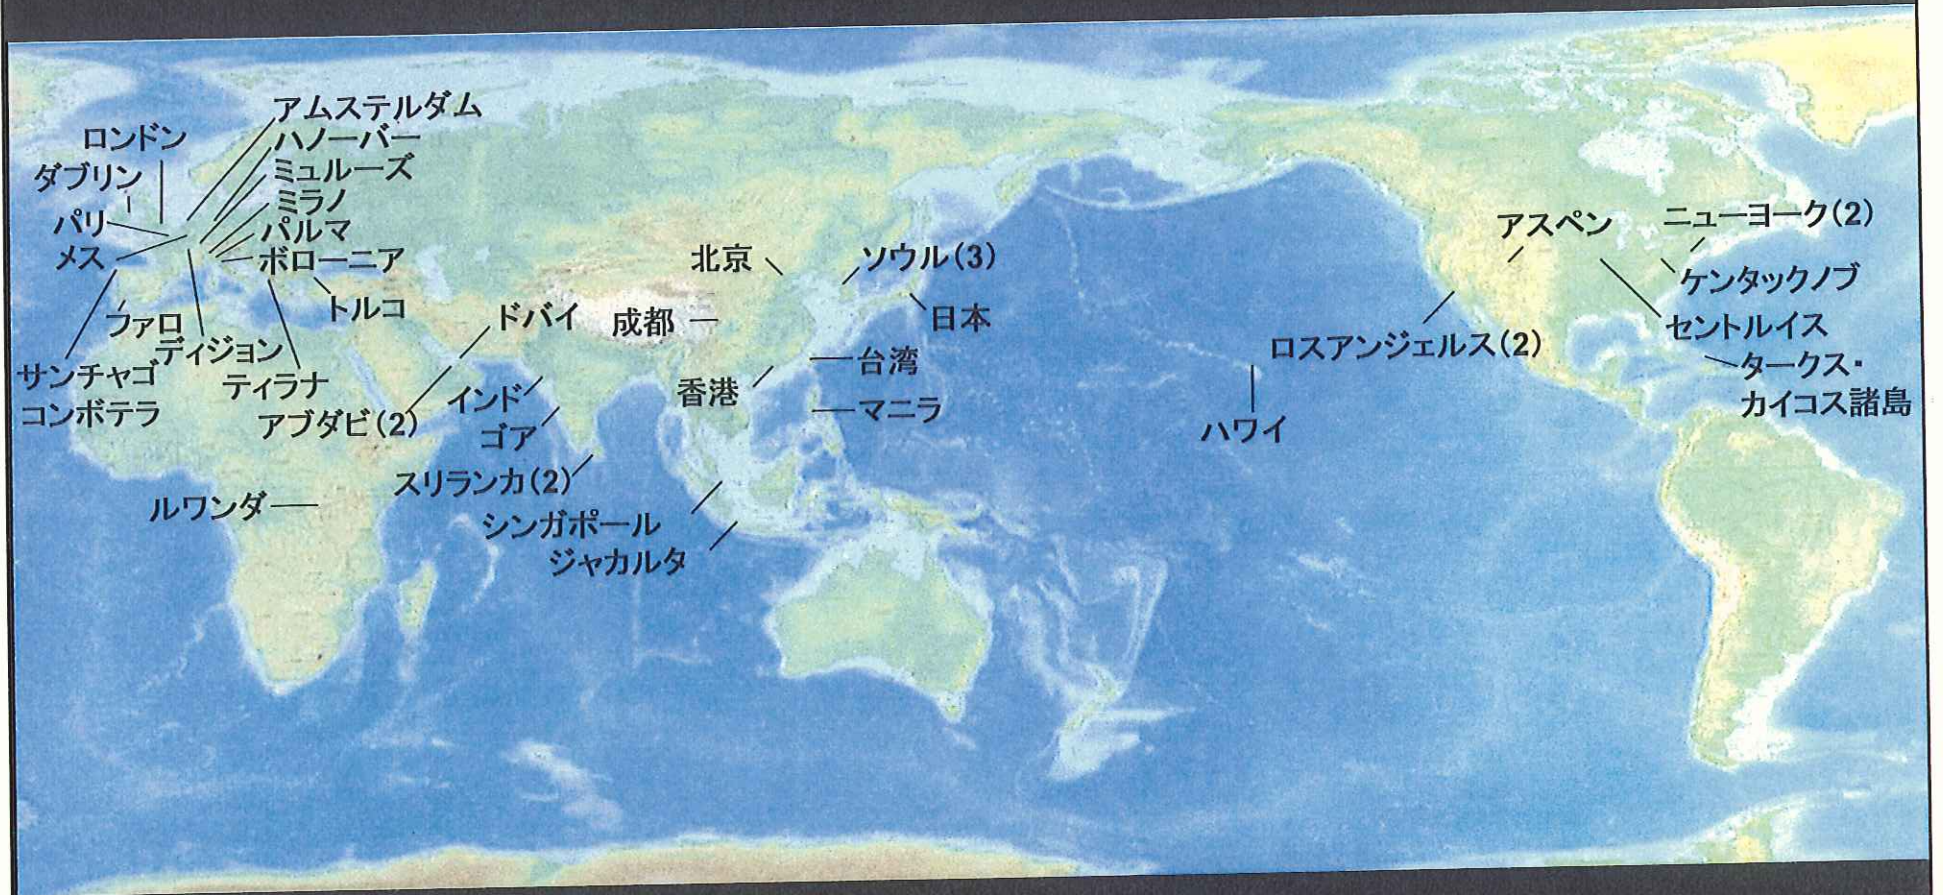 アムステルダム
ロンドン
ハノーバー
ダブリン
ミュルーズ
ミラノ
パリ
パルマ
メス
ボローニア
トルコ
ファロ
ディジョン
サンチャゴ
コンボテラ
ティラナ
ドバイ
アブダビ(2)
ルワンダ
インド
ゴア
スリランカ(2)
シンガポール
ジャカルタ
北京
成都
香港
ソウル(3)
日本
台湾
マニラ
ハワイ
アスペン
ニューヨーク(2)
ケンタックノブ
セントルイス
ロスアンジェルス(2)
タークス・
カイコス諸島